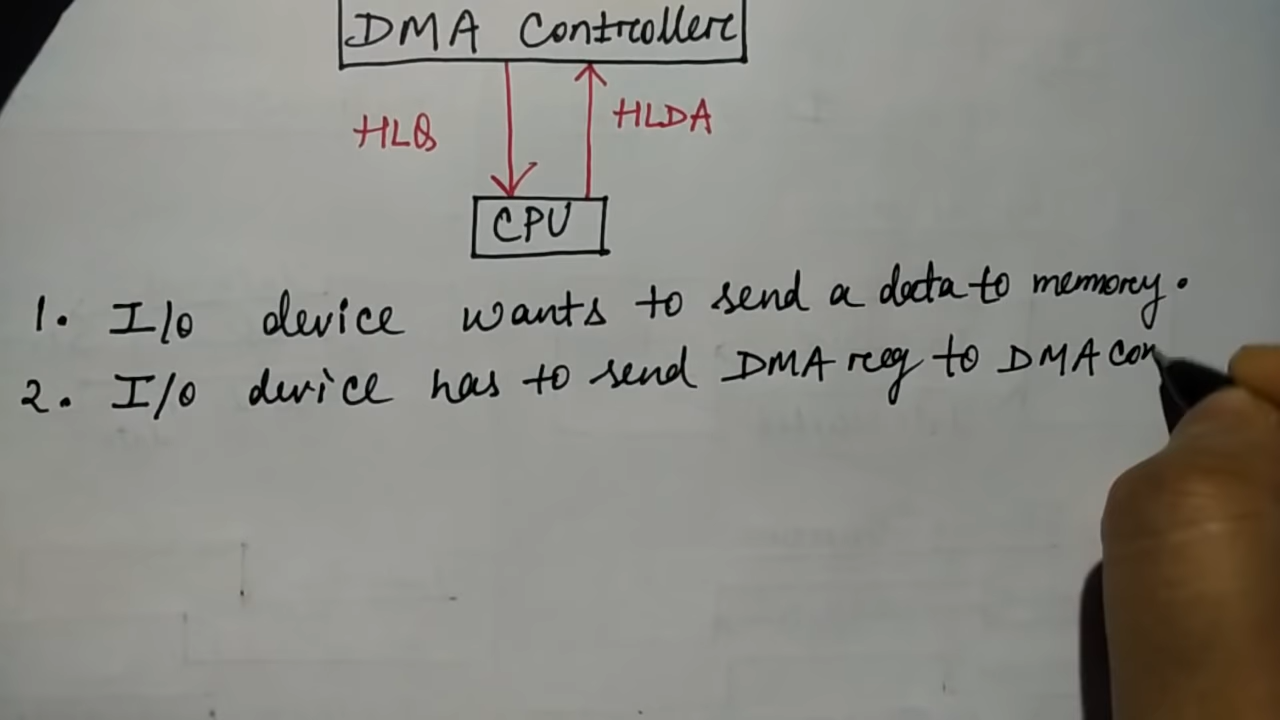 DMA Controller
HLQ
HLDA
CPU
1. I/O device wants to send a data to memory.
2. I/O device has to send DMA req to DMA con